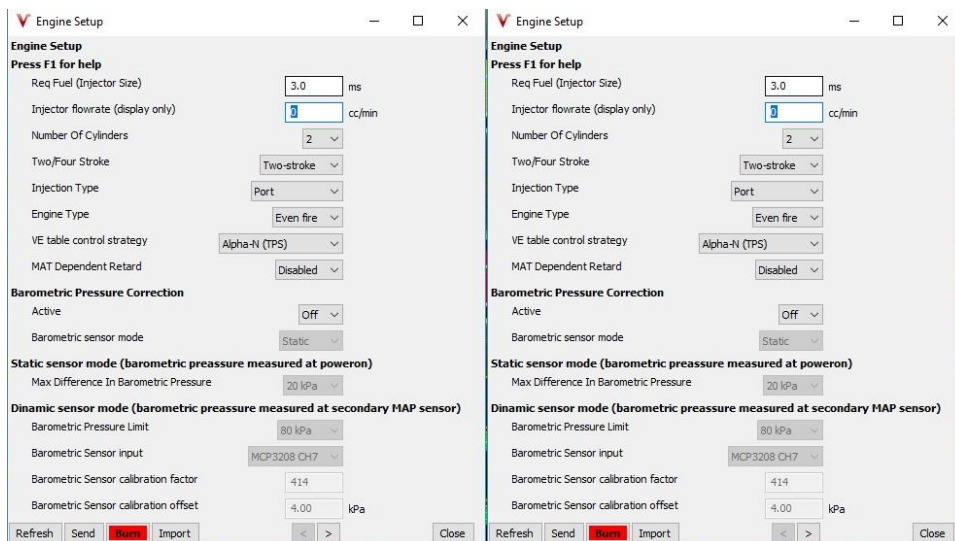 Engine Setup
Engine Setup
Press F1 for help
Req Fuel (Injector Size) 3.0 ms
Injector flowrate (display only) 0 cc/min
Number Of Cylinders 2
Two/Four Stroke Two-stroke
Injection Type Port
Engine Type Even fire
VE table control strategy Alpha-N (TPS)
MAT Dependent Retard Disabled
Barometric Pressure Correction
Active Off
Barometric sensor mode Static
Static sensor mode (barometric preassure measured at poweron)
Max Difference In Barometric Pressure 20 kPa
Dinamic sensor mode (barometric preassure measured at secondary MAP sensor)
Barometric Pressure Limit 80 kPa
Barometric Sensor input MCP3208 CH7
Barometric Sensor calibration factor 414
Barometric Sensor calibration offset 4.00 kPa
Refresh Send Burn Import < > Close
Engine Setup
Engine Setup
Press F1 for help
Req Fuel (Injector Size) 3.0 ms
Injector flowrate (display only) 0 cc/min
Number Of Cylinders 2
Two/Four Stroke Two-stroke
Injection Type Port
Engine Type Even fire
VE table control strategy Alpha-N (TPS)
MAT Dependent Retard Disabled
Barometric Pressure Correction
Active Off
Barometric sensor mode Static
Static sensor mode (barometric preassure measured at poweron)
Max Difference In Barometric Pressure 20 kPa
Dinamic sensor mode (barometric preassure measured at secondary MAP sensor)
Barometric Pressure Limit 80 kPa
Barometric Sensor input MCP3208 CH7
Barometric Sensor calibration factor 414
Barometric Sensor calibration offset 4.00 kPa
Refresh Send Burn Import < > Close